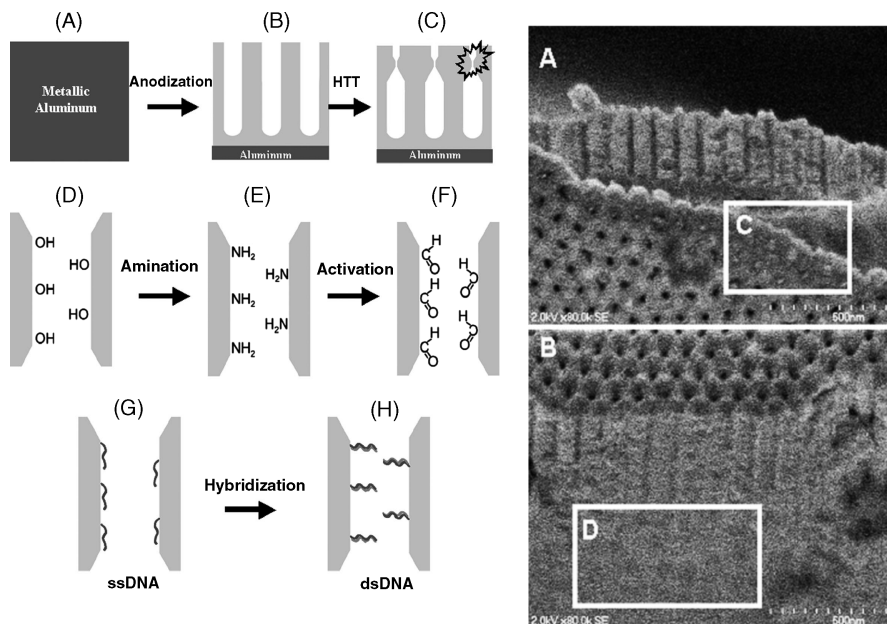 (A)
(B)
(C)
Metallic
Aluminum
Anodization
Aluminum
HTT
Aluminum
(D)
(E)
(F)
OH
HO
OH
HO
OH
Amination
NH2
H2N
NH2
H2N
NH2
Activation
H
C
O
H
C
O
H
C
O
H
C
O
H
C
O
(G)
(H)
Hybridization
ssDNA
dsDNA
A
C
2.0kV x80.0k SE
500nm
B
D
2.0kV x80.0k SE
500nm